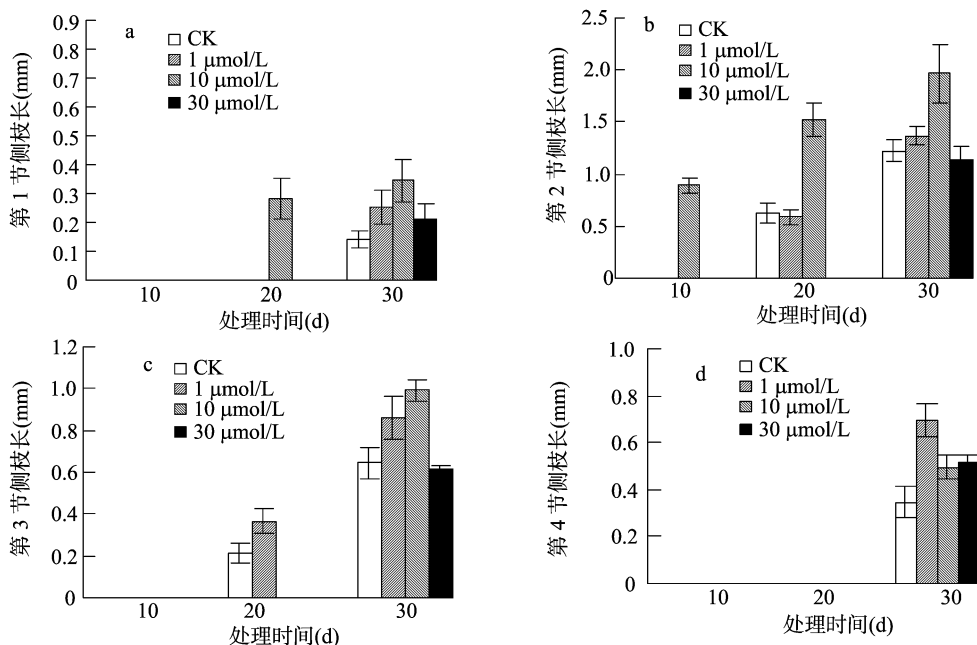 a
CK
1 μmol/L
10 μmol/L
30 μmol/L
0.9
0.8
0.7
0.6
0.5
0.4
0.3
0.2
0.1
0
第 1 节侧枝长(mm)
10 20 30
处理时间(d)
b
CK
1 μmol/L
10 μmol/L
30 μmol/L
2.5
2.0
1.5
1.0
0.5
0
第 2 节侧枝长(mm)
10 20 30
处理时间(d)
c
CK
1 μmol/L
10 μmol/L
30 μmol/L
1.2
1.0
0.8
0.6
0.4
0.2
0
第 3 节侧枝长(mm)
10 20 30
处理时间(d)
d
CK
1 μmol/L
10 μmol/L
30 μmol/L
1.0
0.8
0.6
0.4
0.2
0
第 4 节侧枝长(mm)
10 20 30
处理时间(d)